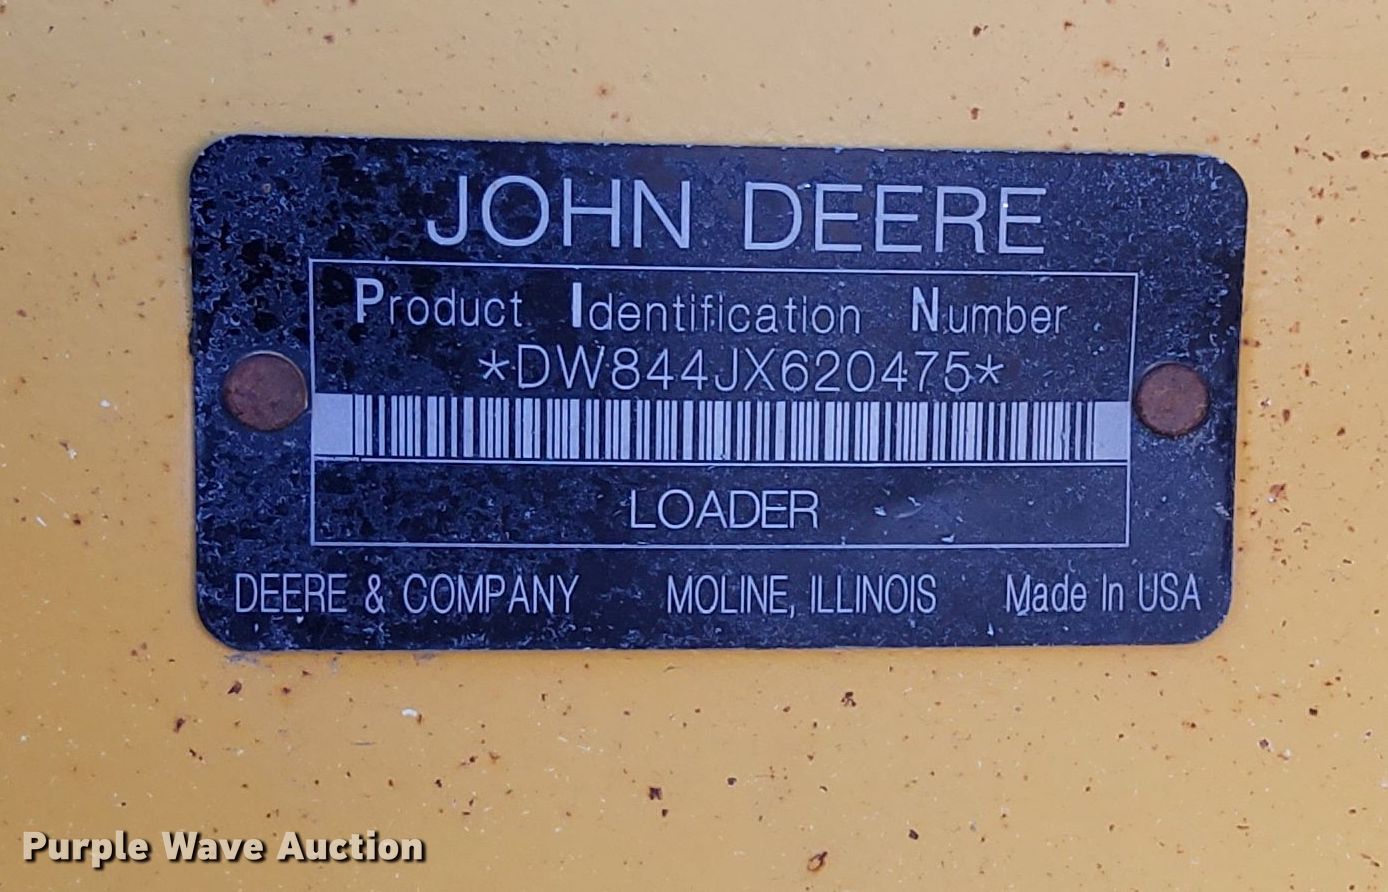 JOHN DEERE
Product Identification Number
*DW844JX620475*
LOADER
DEERE & COMPANY MOLINE, ILLINOIS Made In USA
Purple Wave Auction